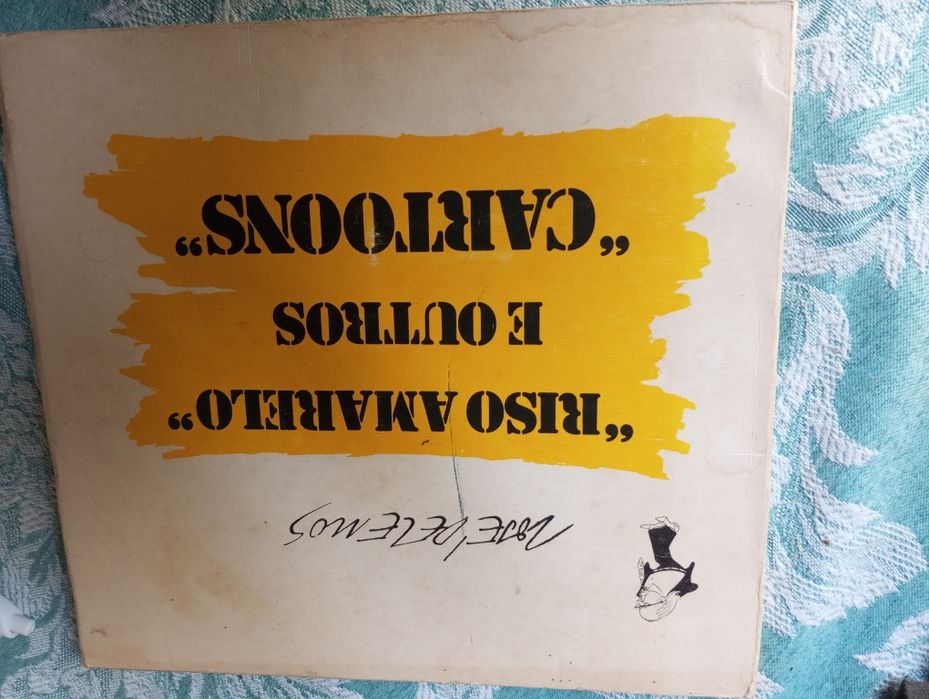 JOSÉ DE LEMOS
"RISO AMARELO"
E OUTROS
"CARTOONS"